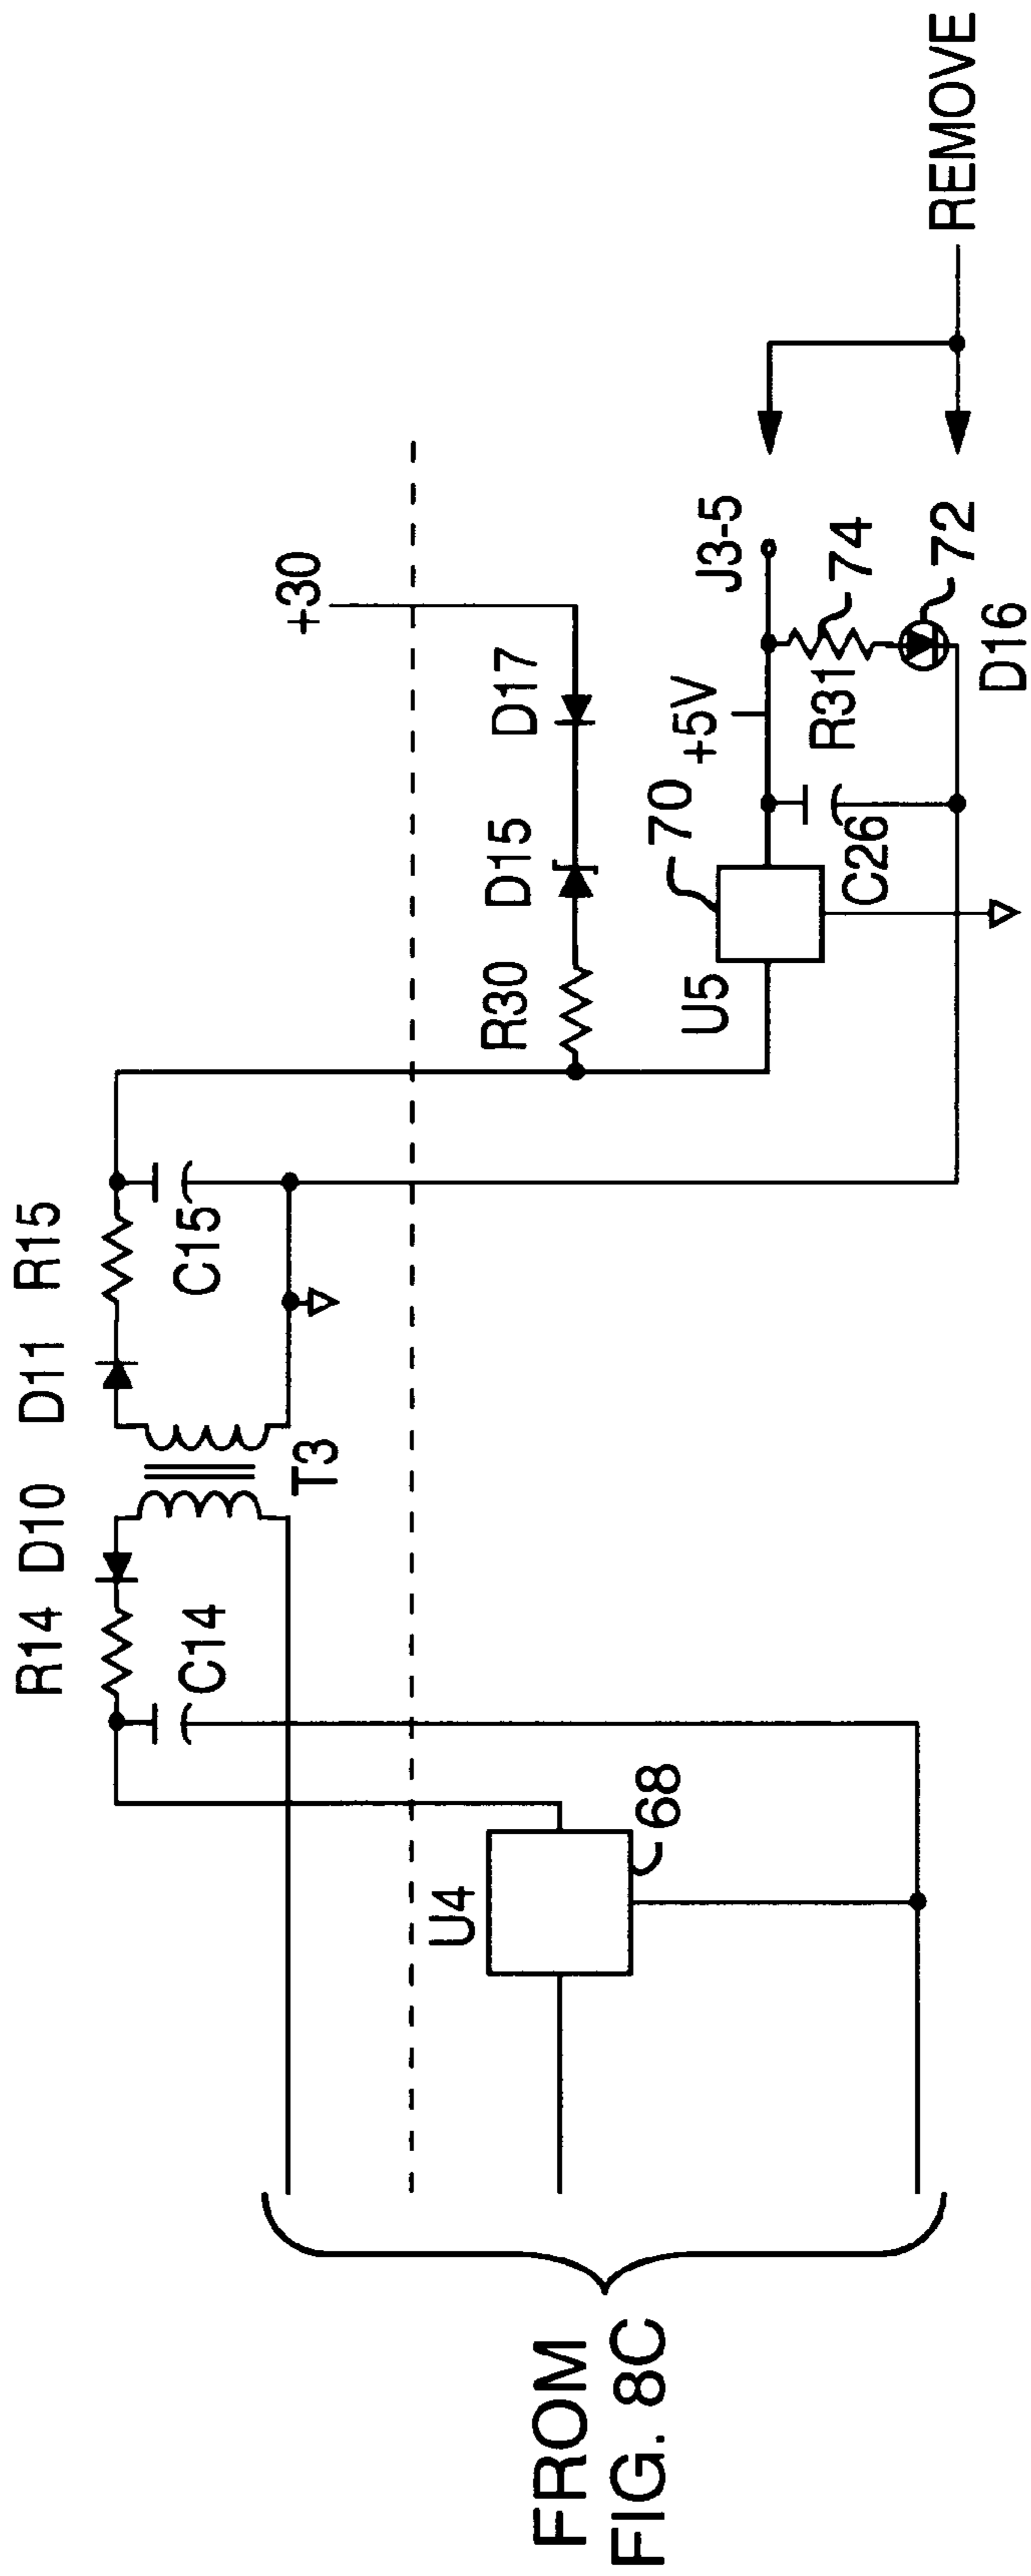 R14 D10 D11 R15
C14
T3
C15
+30
U4
68
R30 D15 D17
U5
70
+5V
J3-5
C26
R31
74
72
D16
REMOVE
FROM
FIG. 8C